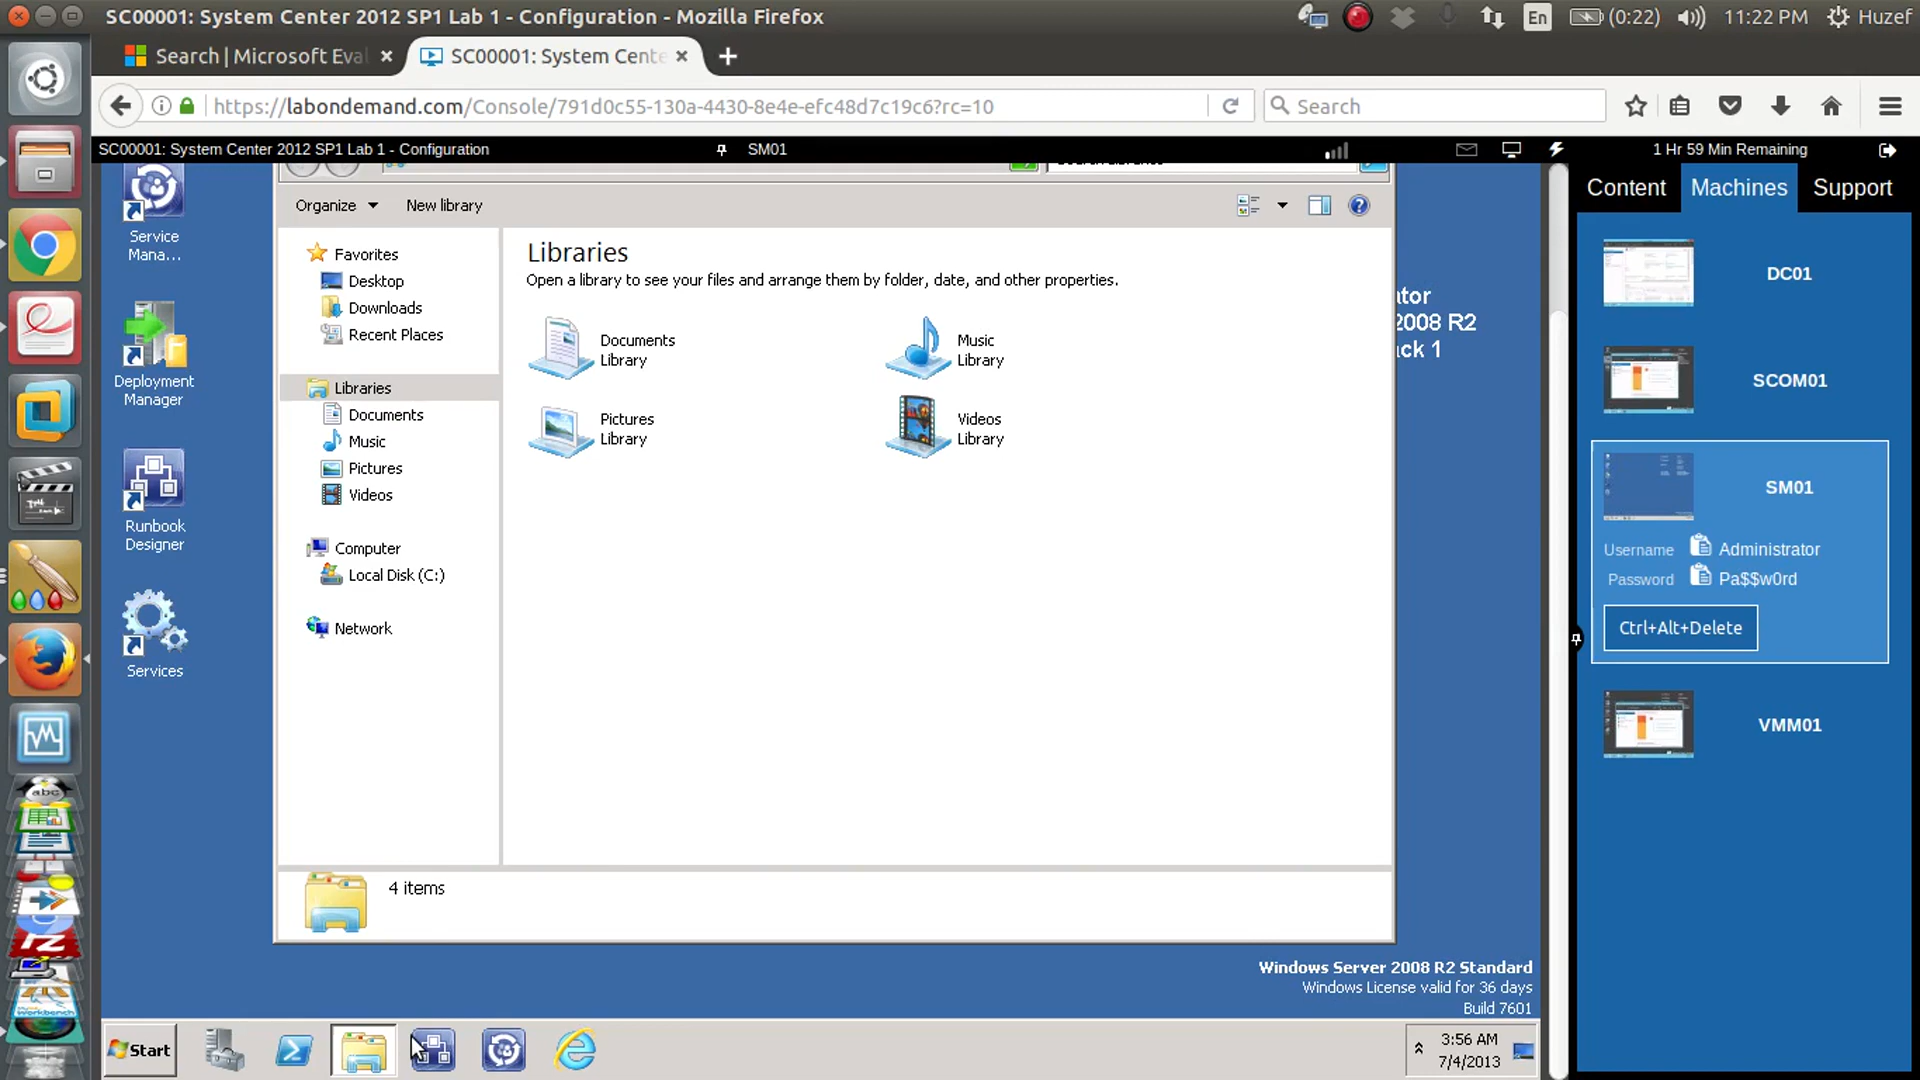 SC00001: System Center 2012 SP1 Lab 1 - Configuration - Mozilla Firefox
En
(0:22)
11:22 PM
Huzef
Search | Microsoft Eval
SC00001: System Cente
https://labondemand.com/Console/791d0c55-130a-4430-8e4e-efc48d7c19c6?rc=10
Search
SC00001: System Center 2012 SP1 Lab 1 - Configuration
SM01
1 Hr 59 Min Remaining
Content
Machines
Support
Service
Mana...
Deployment
Manager
Runbook
Designer
Services
Organize
New library
Favorites
Desktop
Downloads
Recent Places
Libraries
Documents
Music
Pictures
Videos
Computer
Local Disk (C:)
Network
Libraries
Open a library to see your files and arrange them by folder, date, and other properties.
Documents
Library
Music
Library
Pictures
Library
Videos
Library
4 items
tor
2008 R2
ck 1
DC01
SCOM01
SM01
Username
Administrator
Password
Pa$$w0rd
Ctrl+Alt+Delete
VMM01
Windows Server 2008 R2 Standard
Windows License valid for 36 days
Build 7601
Start
3:56 AM
7/4/2013